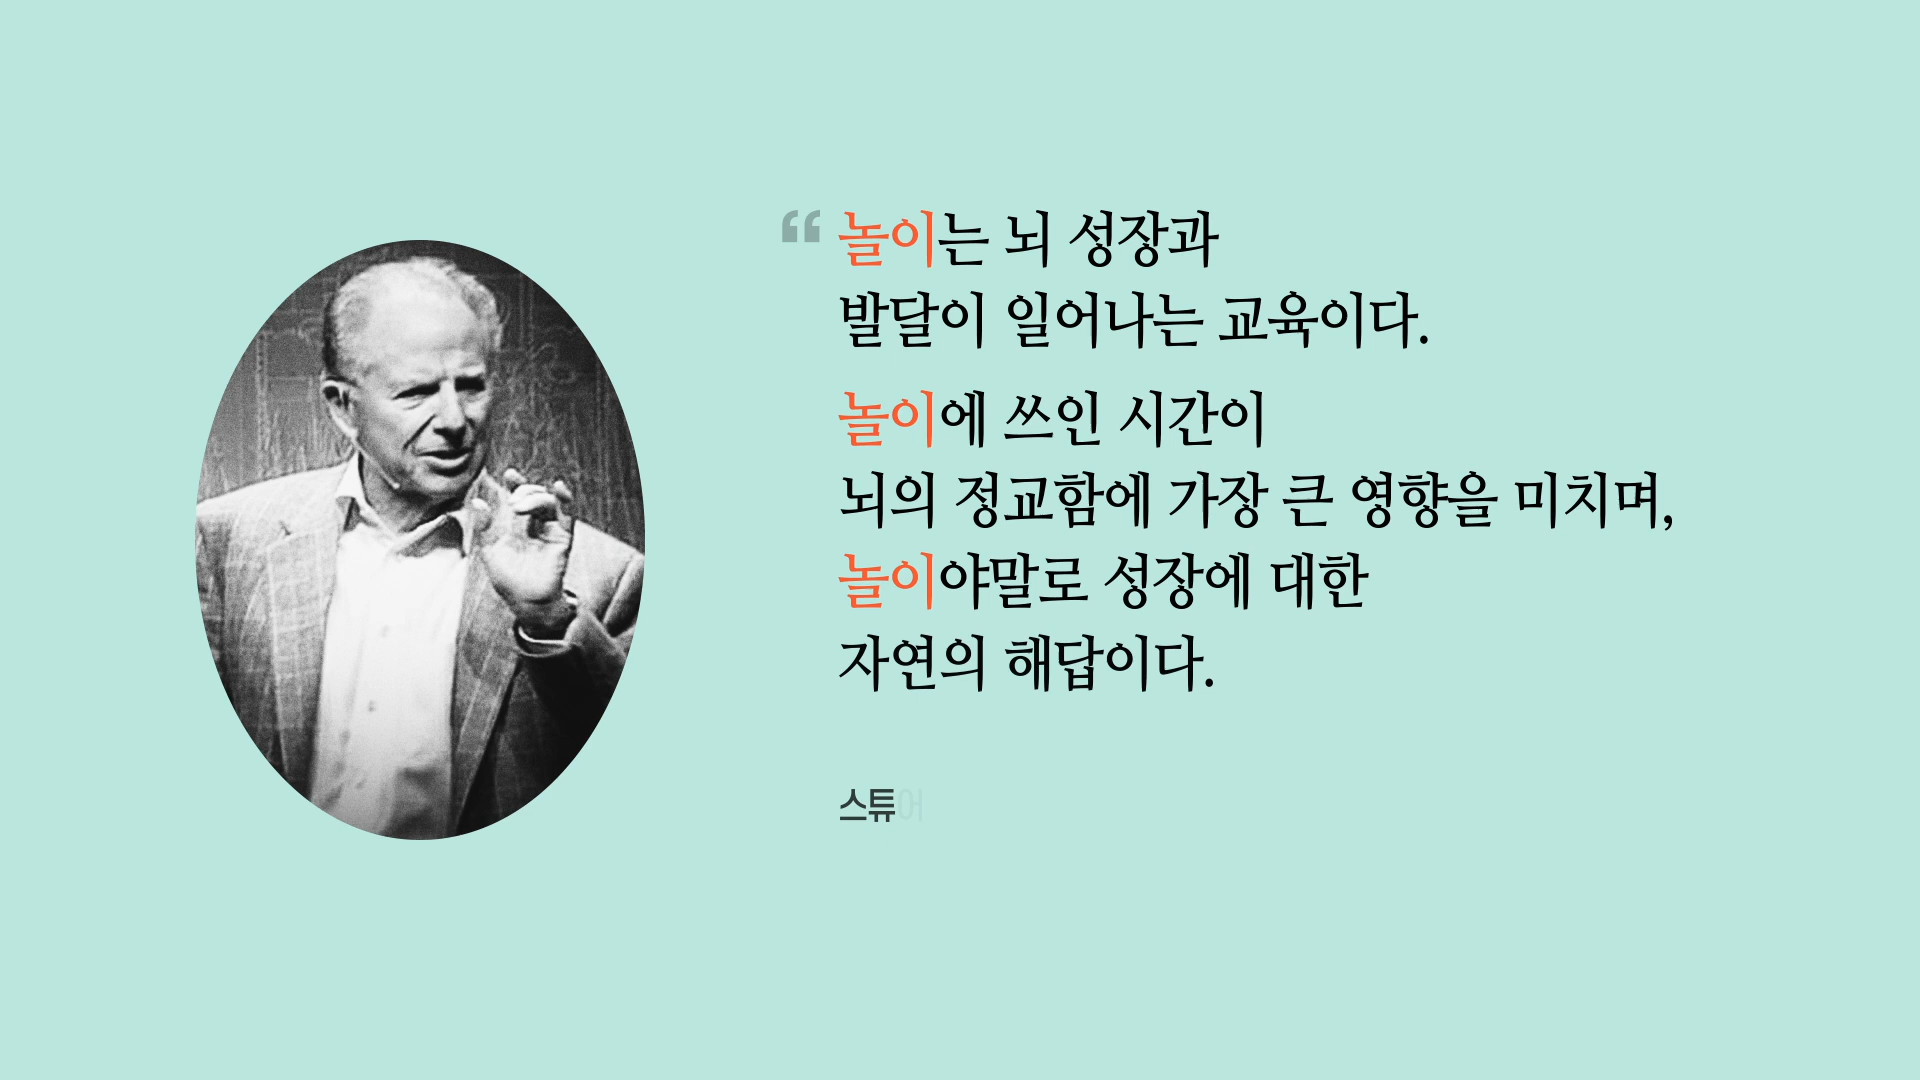 “놀이는 뇌 성장과
발달이 일어나는 교육이다.
놀이에 쓰인 시간이
뇌의 정교함에 가장 큰 영향을 미치며,
놀이야말로 성장에 대한
자연의 해답이다.
스튜어